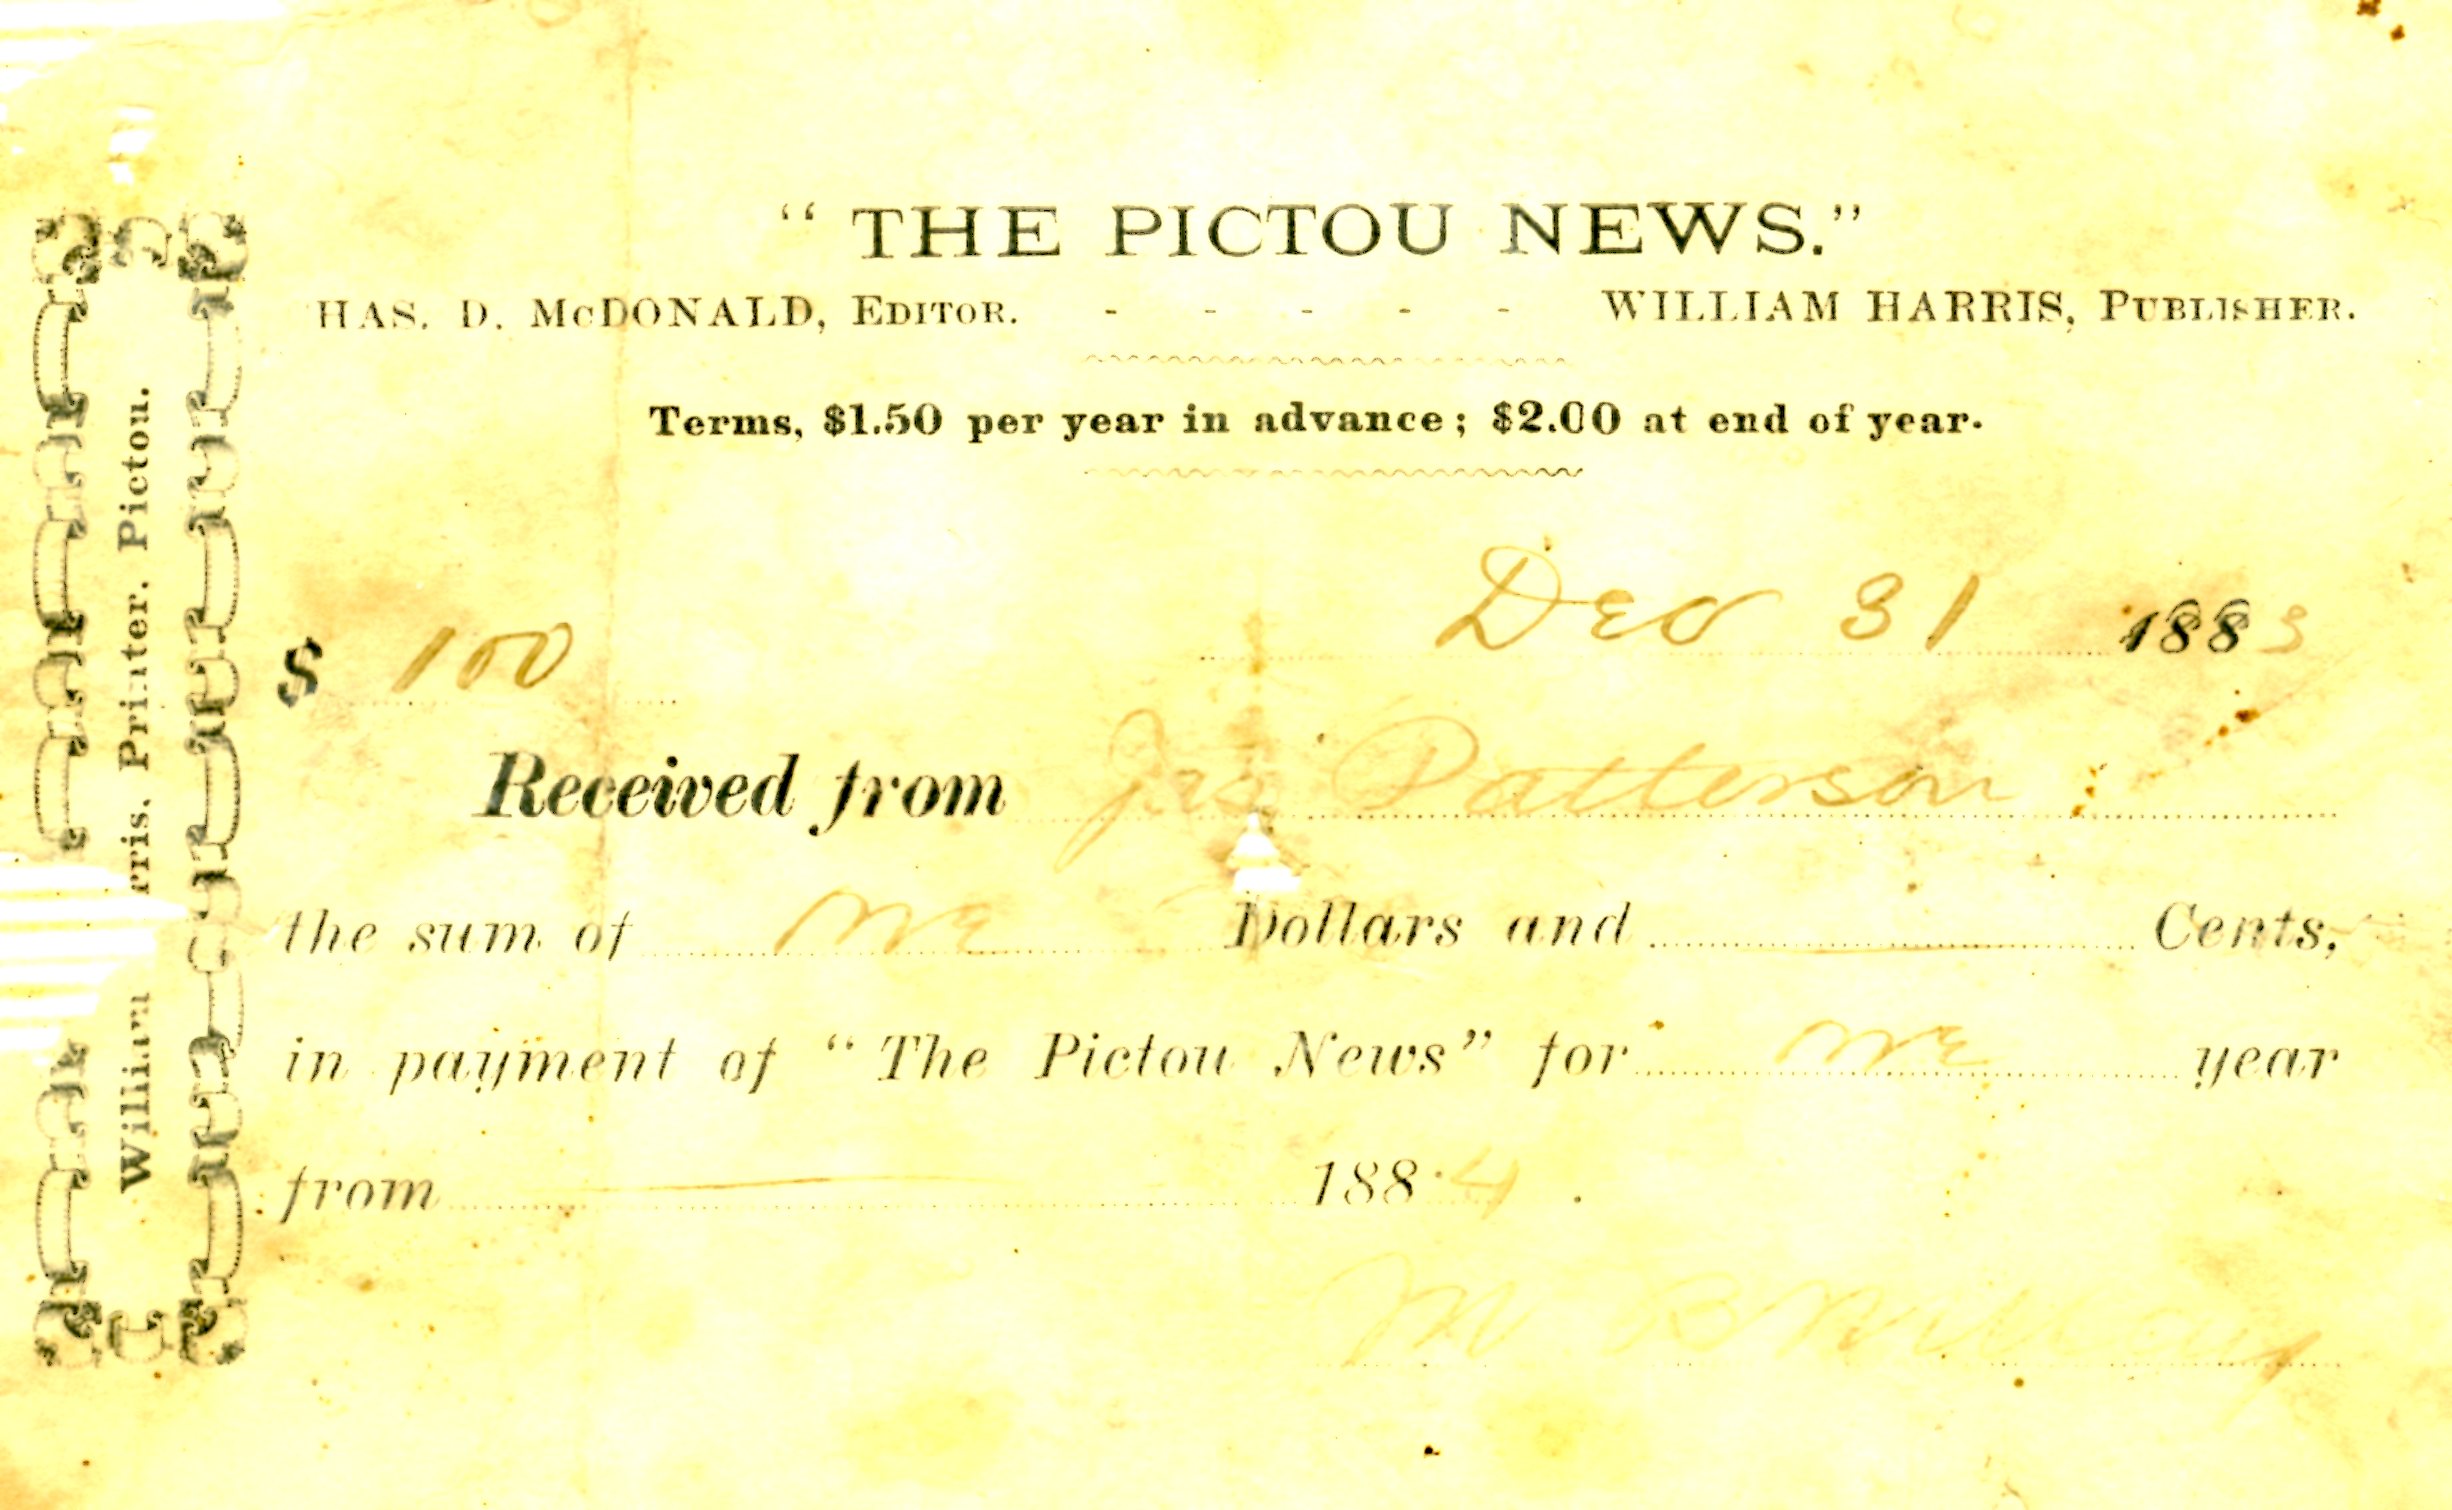 "THE PICTOU NEWS."
HAS. D. McDONALD, EDITOR. - - - - - WILLIAM HARRIS, PUBLISHER.
Terms, $1.50 per year in advance; $2.00 at end of year.
Dec 31 1883
$ 100
Received from Jas Patterson
the sum of one Dollars and Cents,
in payment of "The Pictou News" for one year
from 1884.
M
William rris. Printer. Pictou.